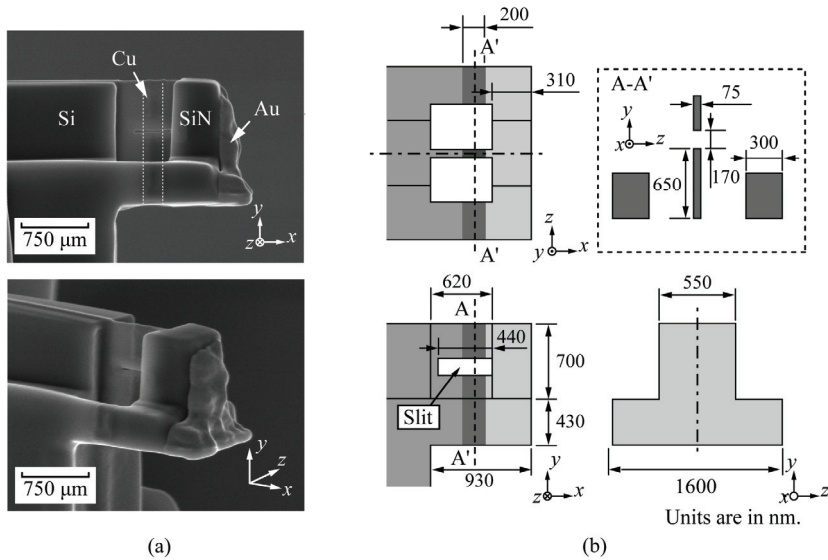 Cu
Si
SiN
Au
750 μm
y
z
x
750 μm
y
z
x
(a)
200
A'
310
A'
z
y
x
A-A'
75
y
x
z
300
650
170
620
A
440
700
Slit
430
A'
930
y
z
x
550
1600
y
x
z
Units are in nm.
(b)